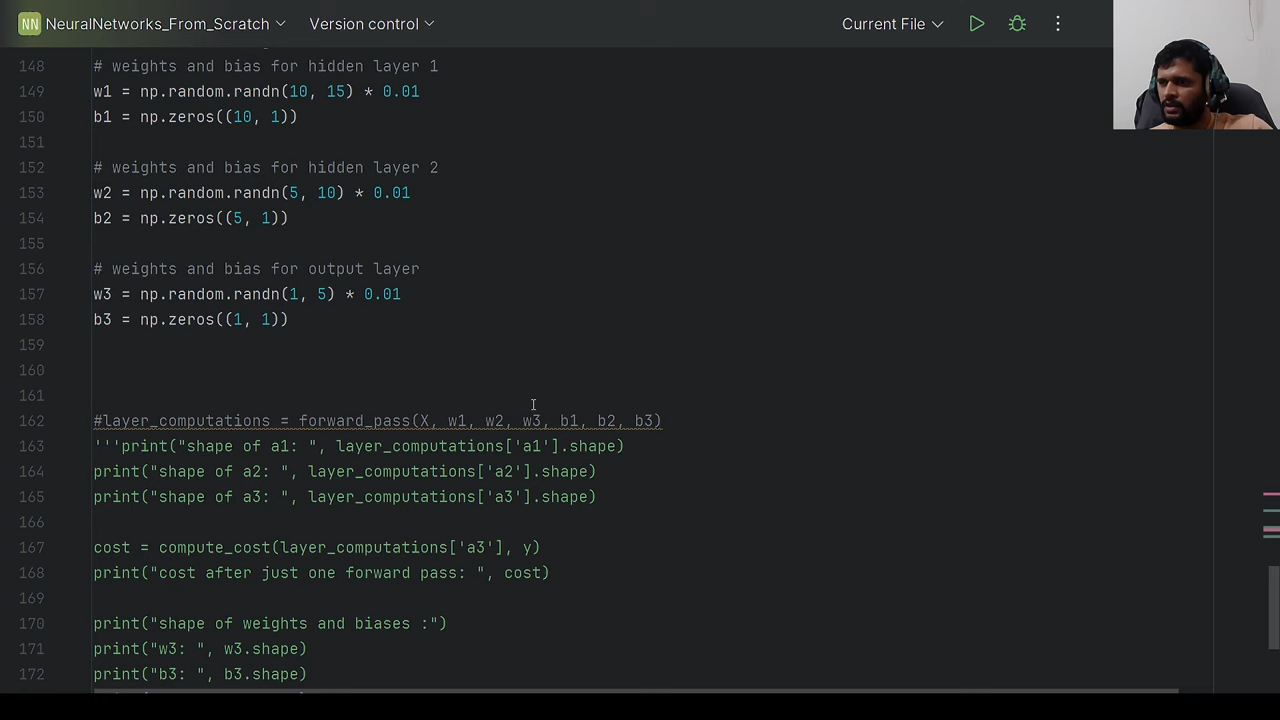 NN NeuralNetworks_From_Scratch Version control Current File
148 # weights and bias for hidden layer 1
149 w1 = np.random.randn(10, 15) * 0.01
150 b1 = np.zeros((10, 1))
151
152 # weights and bias for hidden layer 2
153 w2 = np.random.randn(5, 10) * 0.01
154 b2 = np.zeros((5, 1))
155
156 # weights and bias for output layer
157 w3 = np.random.randn(1, 5) * 0.01
158 b3 = np.zeros((1, 1))
159
160
161
162 #layer_computations = forward_pass(X, w1, w2, w3, b1, b2, b3)
163 '''print("shape of a1: ", layer_computations['a1'].shape)
164 print("shape of a2: ", layer_computations['a2'].shape)
165 print("shape of a3: ", layer_computations['a3'].shape)
166
167 cost = compute_cost(layer_computations['a3'], y)
168 print("cost after just one forward pass: ", cost)
169
170 print("shape of weights and biases :")
171 print("w3: ", w3.shape)
172 print("b3: ", b3.shape)